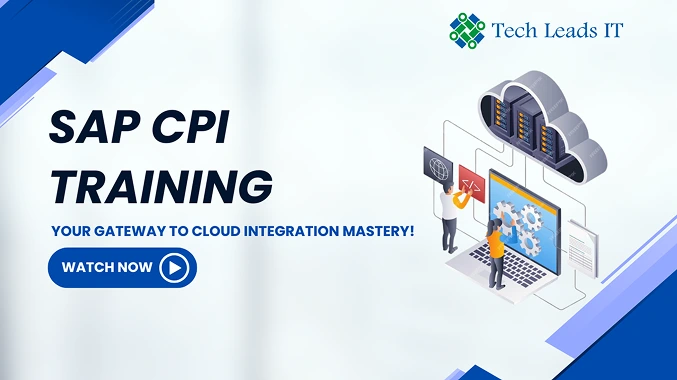 Tech Leads IT
SAP CPI
TRAINING
YOUR GATEWAY TO CLOUD INTEGRATION MASTERY!
WATCH NOW
</>